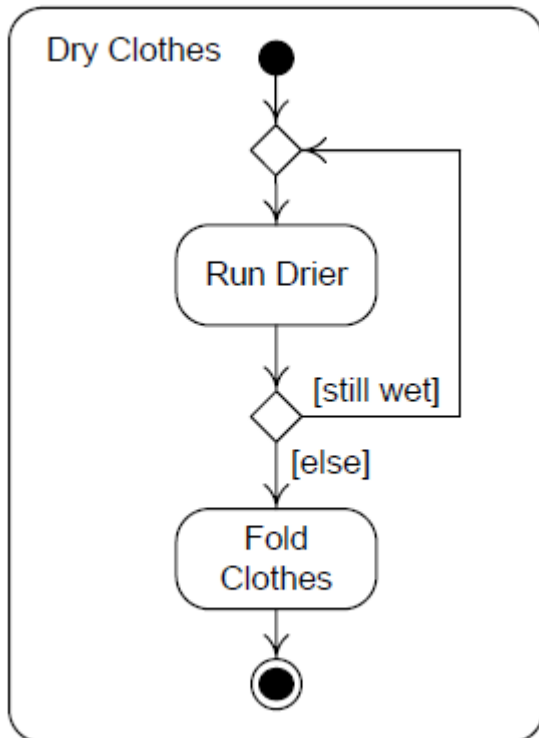 Dry Clothes
Run Drier
[still wet]
[else]
Fold
Clothes